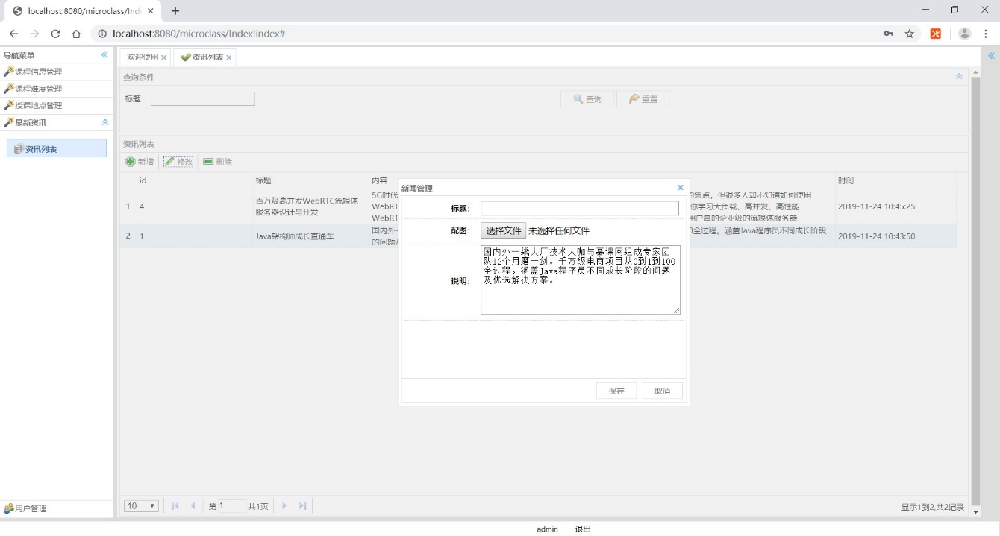 localhost:8080/microclass/Ind
localhost:8080/microclass/Index!index#
导航菜单
课程信息管理
课程难度管理
授课地点管理
最新资讯
资讯列表
用户管理
欢迎使用
资讯列表
查询条件
标题:
查询
重置
资讯列表
新增
修改
删除
id 标题 内容 时间
1 4 百万级高并发WebRTC流媒体
服务器设计与开发
5G时代
WebRT
WebRT
的焦点，但很多人却不知道如何使用
你学习大负载、高并发、高性能
用户量的企业级的流媒体服务器
2019-11-24 10:45:25
2 1 Java架构师成长直通车
国内外一
的问题及
0全过程。涵盖Java程序员不同成长阶段
2019-11-24 10:43:50
新闻管理
标题:
配图: 选择文件 未选择任何文件
说明:
国内外一线大厂技术大咖与慕课网组成专家团
队12个月磨一剑。千万级电商项目从0到1到100
全过程。涵盖Java程序员不同成长阶段的问题
及优选解决方案。
保存 取消
10 第 1 共1页
显示1到2,共2记录
admin 退出